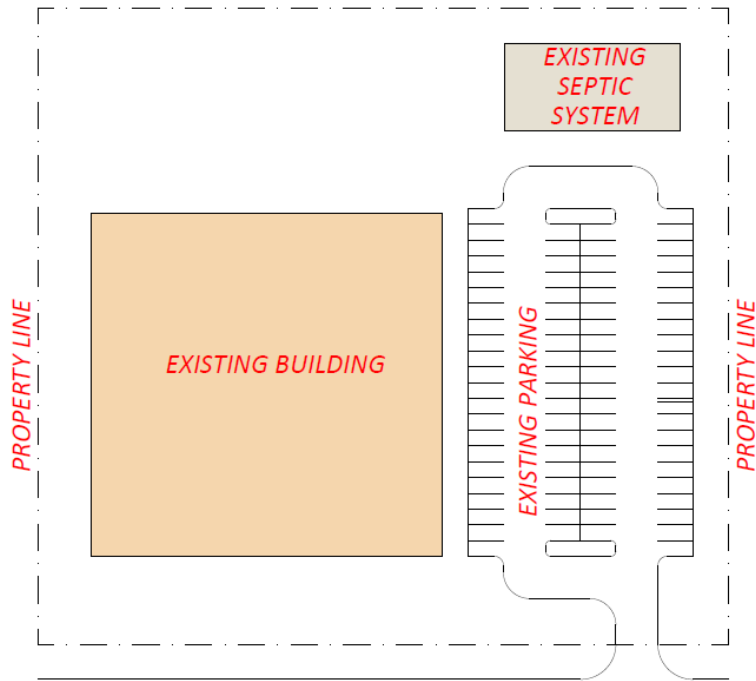 EXISTING
SEPTIC
SYSTEM
PROPERTY LINE
EXISTING BUILDING
EXISTING PARKING
PROPERTY LINE